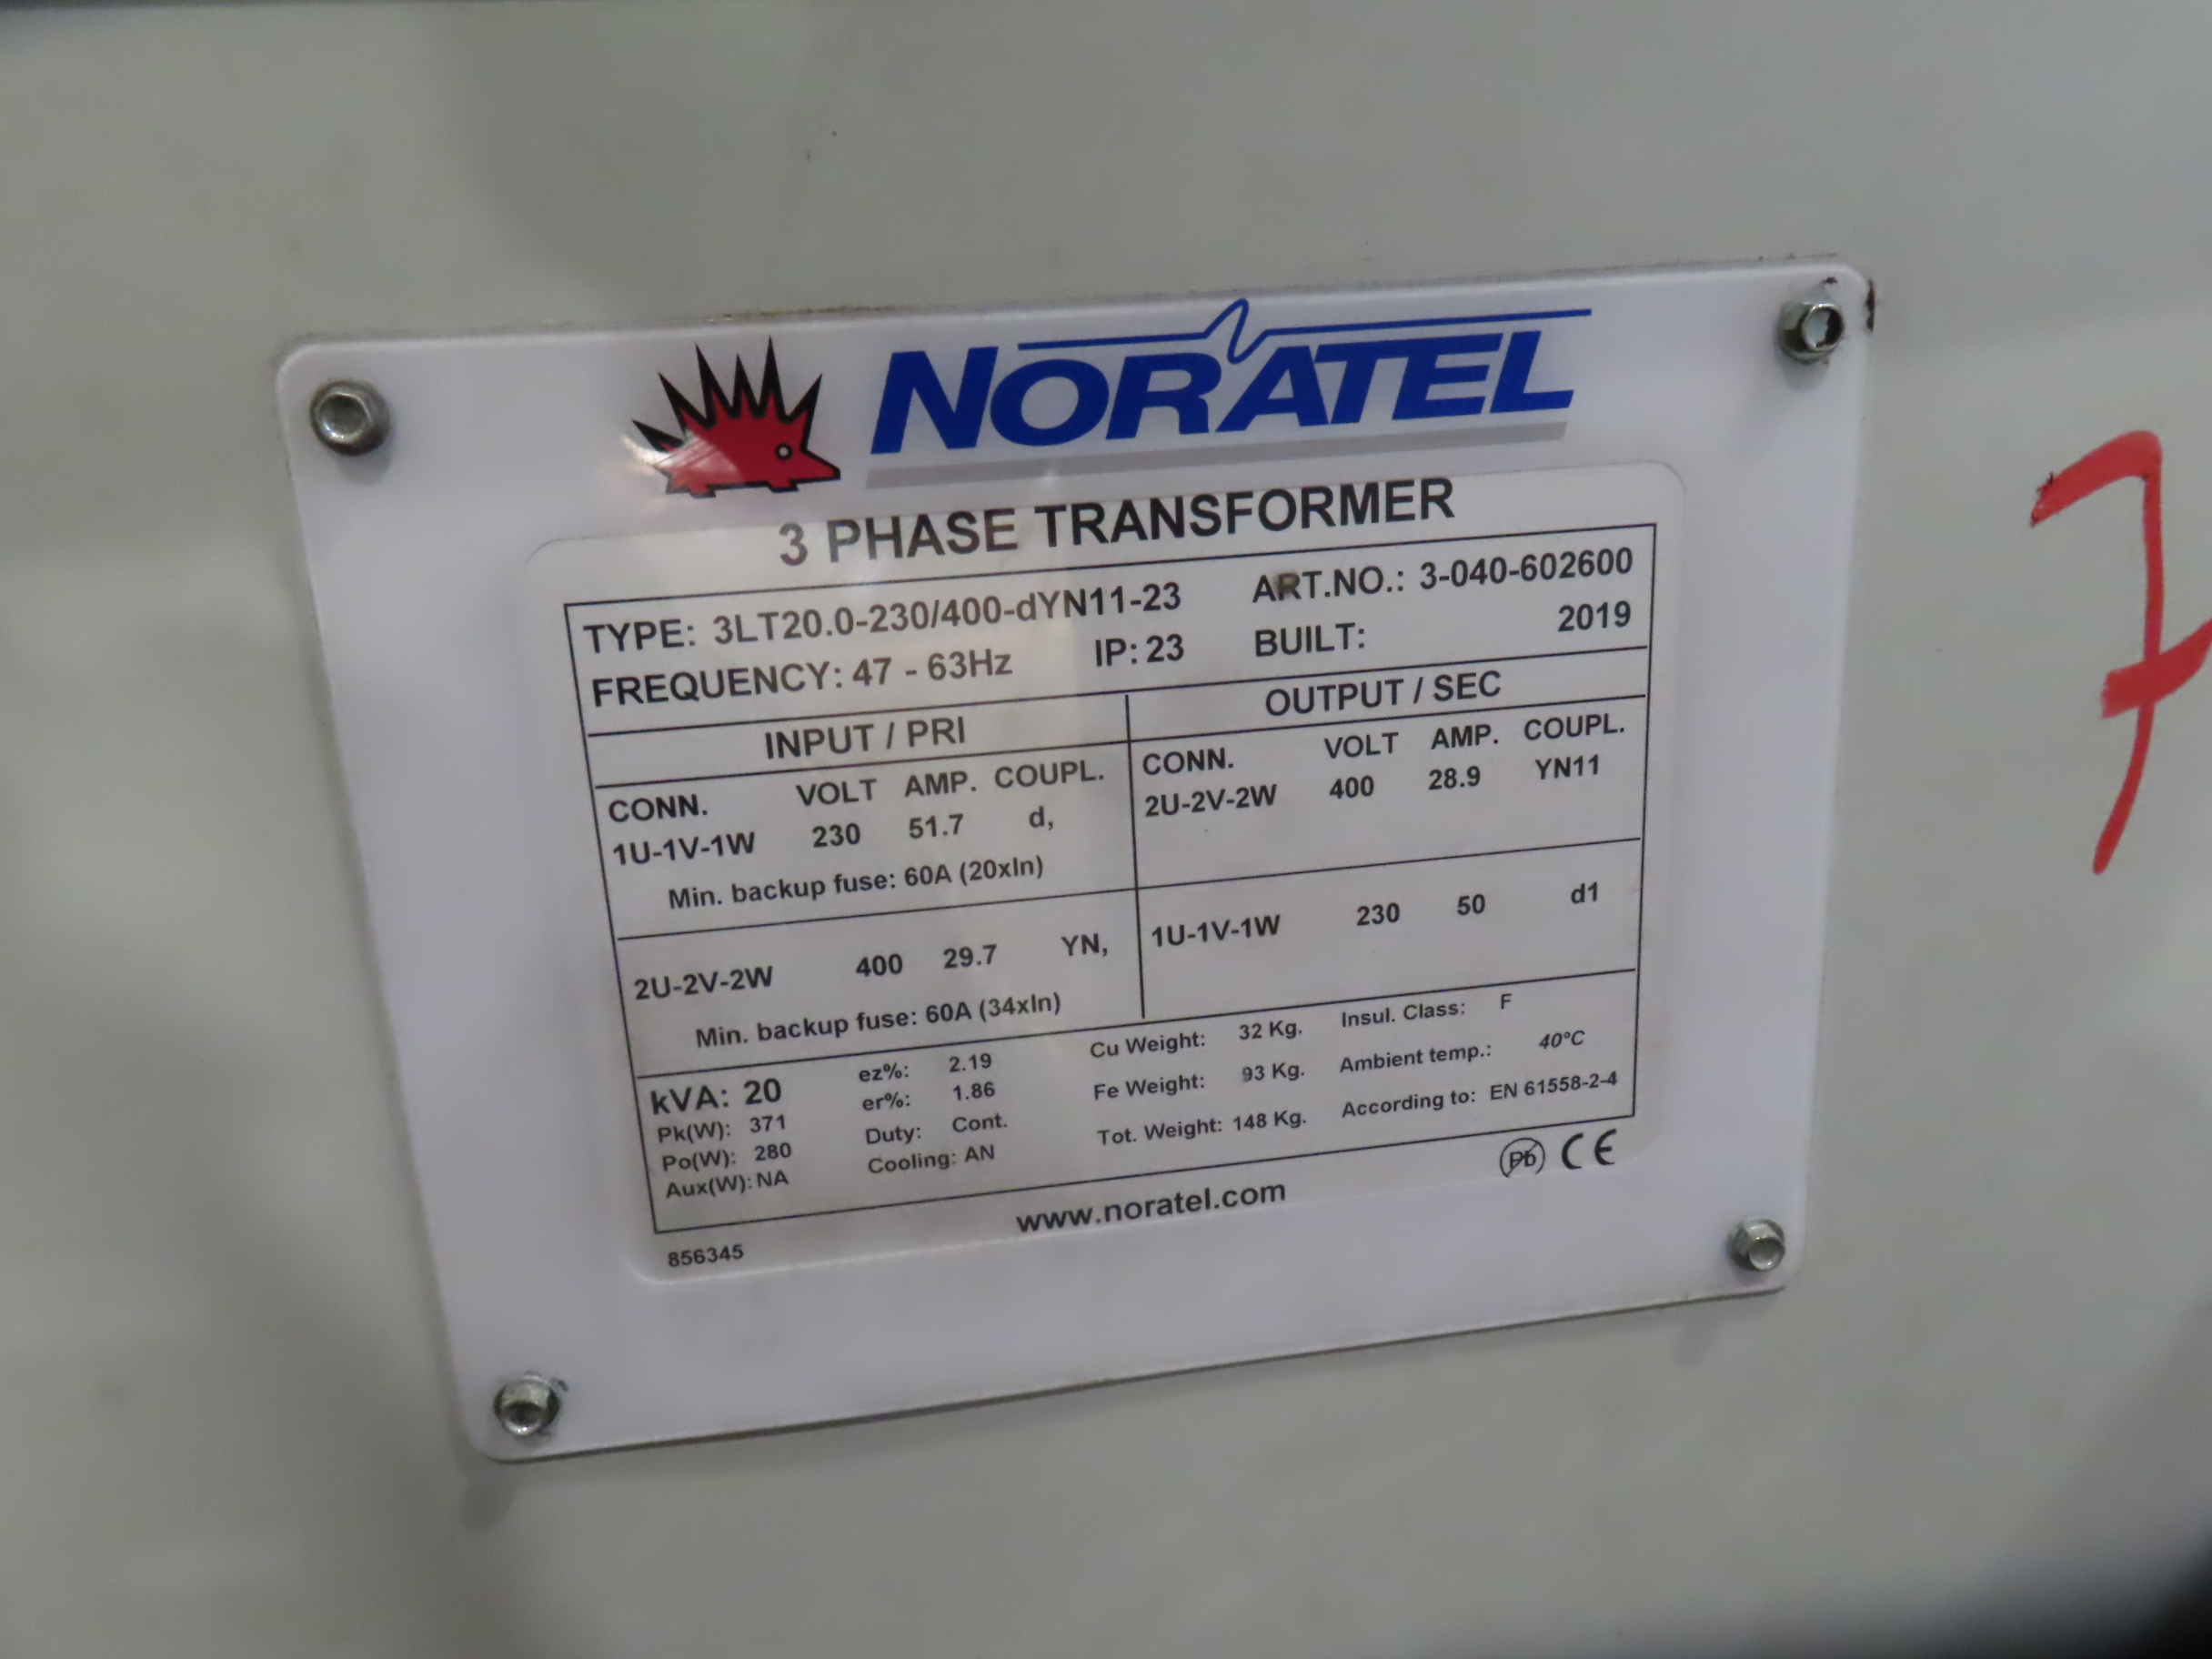 NORATEL
3 PHASE TRANSFORMER
TYPE: 3LT20.0-230/400-dYN11-23 ART.NO.: 3-040-602600
FREQUENCY: 47 - 63Hz IP: 23 BUILT: 2019
INPUT / PRI OUTPUT / SEC
CONN. VOLT AMP. COUPL. CONN. VOLT AMP. COUPL.
1U-1V-1W 230 51.7 d, 2U-2V-2W 400 28.9 YN11
Min. backup fuse: 60A (20xIn)
2U-2V-2W 400 29.7 YN, 1U-1V-1W 230 50 d1
Min. backup fuse: 60A (34xIn)
kVA: 20 ez%: 2.19 Cu Weight: 32 Kg. Insul. Class: F
Pk(W): 371 er%: 1.86 Fe Weight: 93 Kg. Ambient temp.: 40°C
Po(W): 280 Duty: Cont. Tot. Weight: 148 Kg. According to: EN 61558-2-4
Aux(W): NA Cooling: AN
Pb CE
www.noratel.com
856345
7